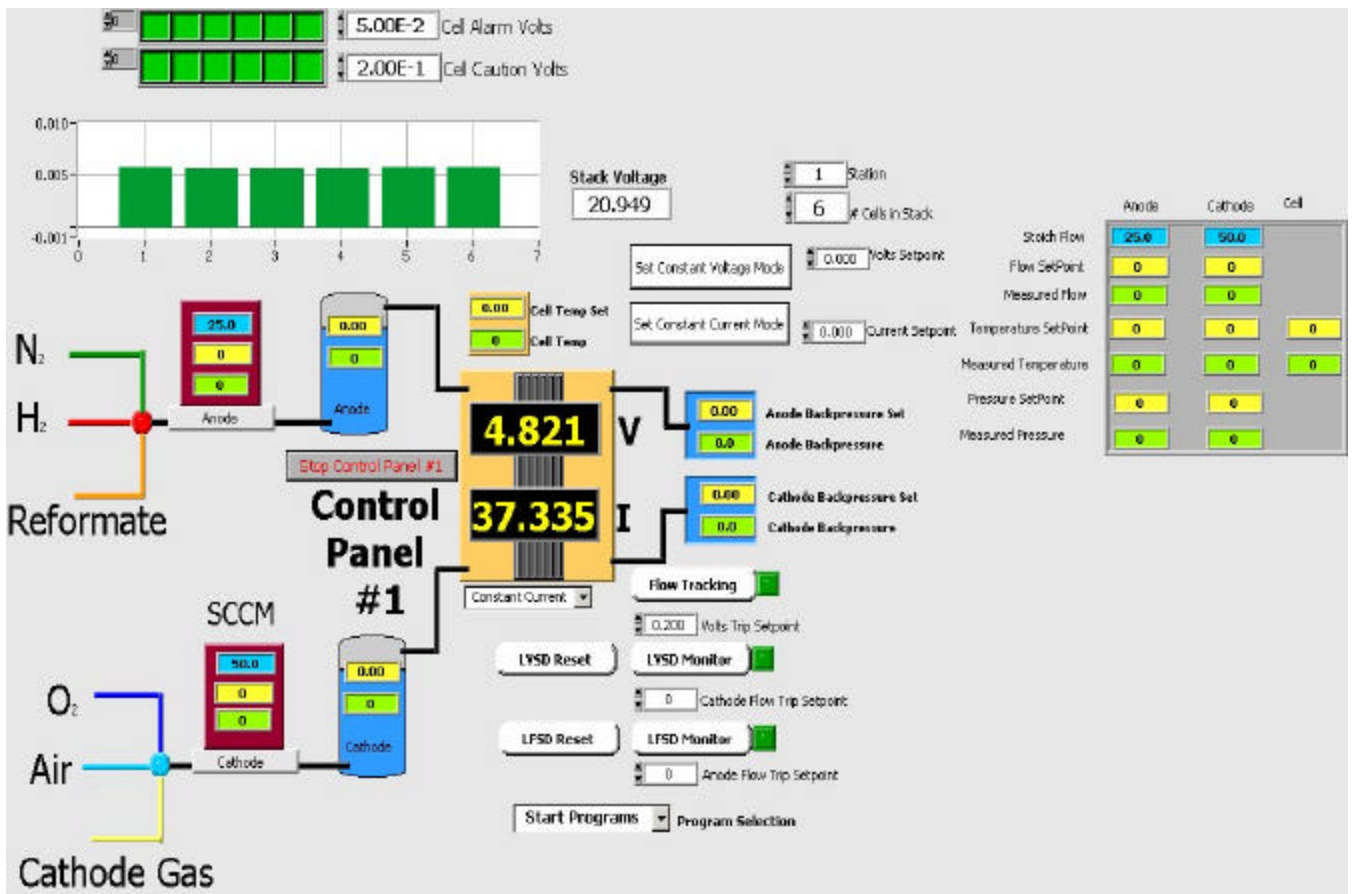 0
5.00E-2 Cell Alarm Volts
0
2.00E-1 Cell Caution Volts
0.010
0.005
-0.001
0 1 2 3 4 5 6 7
Stack Voltage
20.949
1 Station
6 # Cells in Stack
Set Constant Voltage Mode
0.000 Volts Setpoint
Set Constant Current Mode
0.000 Current Setpoint
Anode Cathode Cell
Stoich Flow 25.0 50.0
Flow SetPoint 0 0
Measured Flow 0 0
Temperature SetPoint 0 0 0
Measured Temperature 0 0 0
Pressure SetPoint 0 0
Measured Pressure 0 0
N₂
H₂
Reformate
25.0
0
0
Anode
0.00
0
Anode
0.00 Cell Temp Set
0 Cell Temp
4.821 V
37.335 I
Constant Current
0.00 Anode Backpressure Set
0.0 Anode Backpressure
0.00 Cathode Backpressure Set
0.0 Cathode Backpressure
Stop Control Panel #1
Control
Panel
#1
Flow Tracking
0.200 Volts Trip Setpoint
LVSD Reset LVSD Monitor
0 Cathode Flow Trip Setpoint
LFSD Reset LFSD Monitor
0 Anode Flow Trip Setpoint
Start Programs Program Selection
SCCM
50.0
0
0
Cathode
0.00
0
Cathode
O₂
Air
Cathode Gas